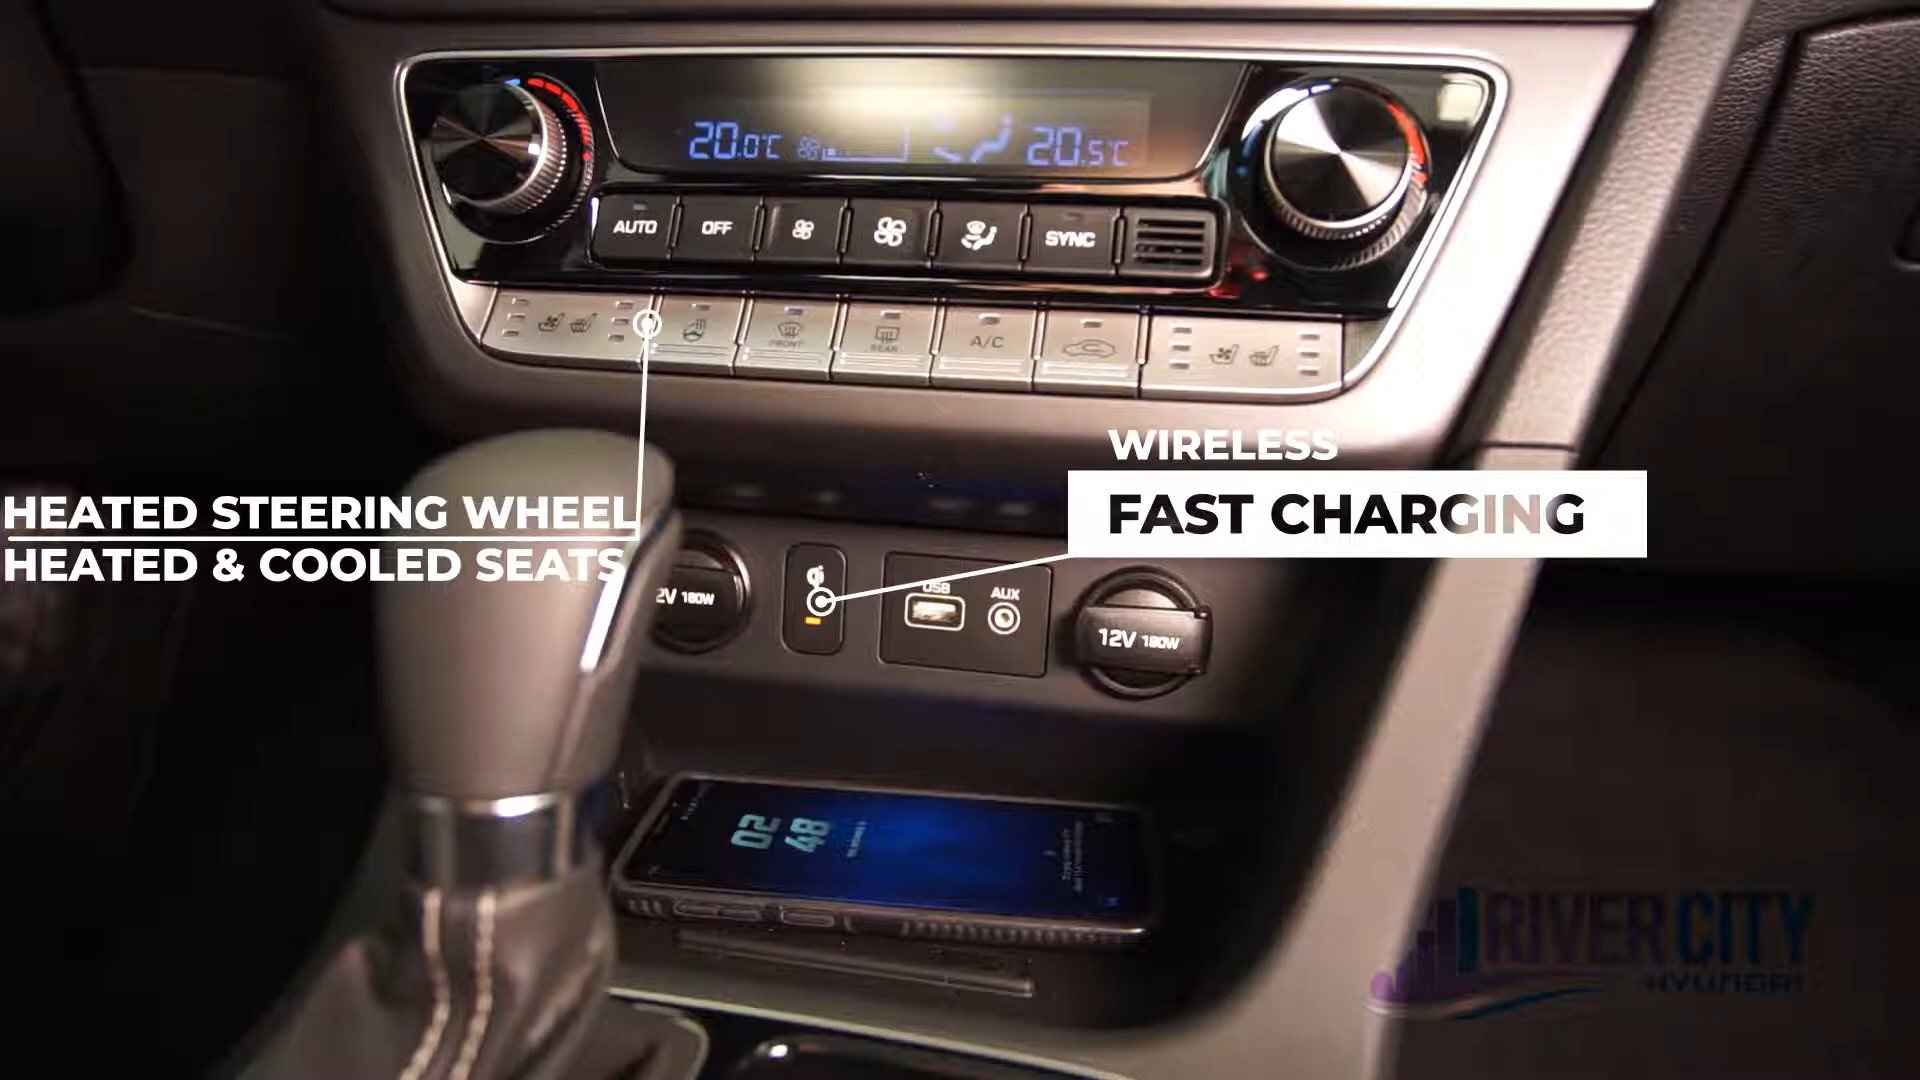 20.0°C
20.5°C
AUTO
OFF
SYNC
FRONT
REAR
A/C
WIRELESS
FAST CHARGING
HEATED STEERING WHEEL
HEATED & COOLED SEATS
2V 180W
USB
AUX
12V 180W
02
48
RIVER CITY
HYUNDAI